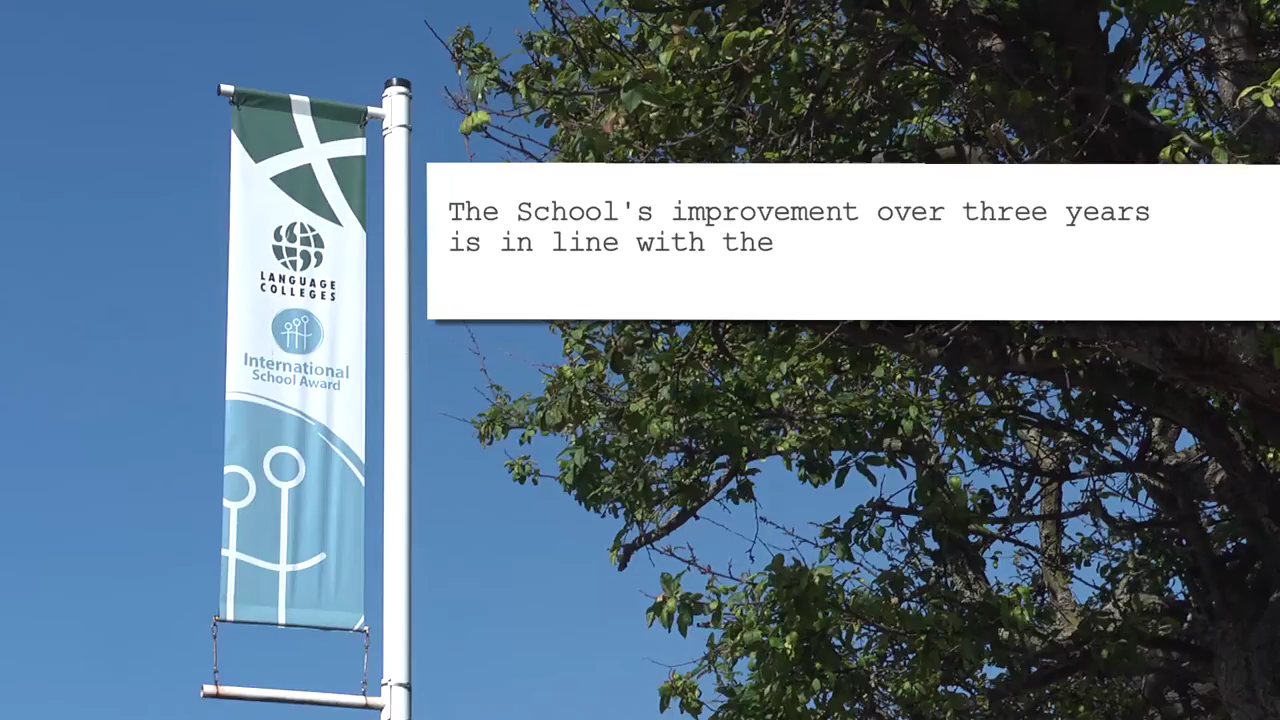 LANGUAGE
COLLEGES
International
School Award
The School's improvement over three years
is in line with the